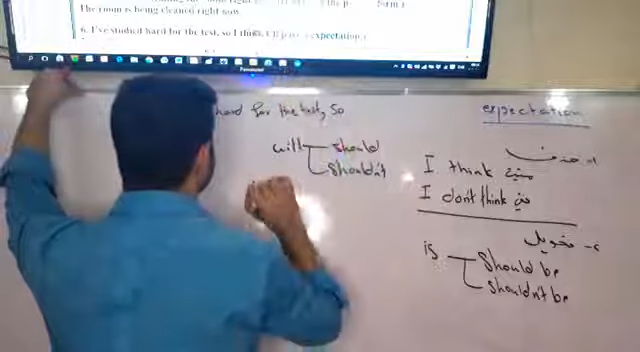 The room is being cleaned right now.
6. I've studied hard for the test, so I think I'll pass (expectation)
hard for the test, so
will should
shouldn't
expectation
١- حذف
I think مثبت
I don't think منفي
٢- تحويل
is should be
shouldn't be